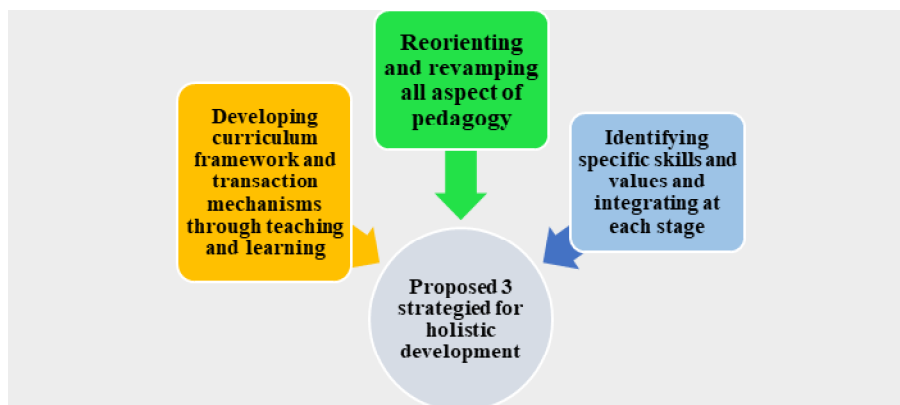 Reorienting
and revamping
all aspect of
pedagogy
Developing
curriculum
framework and
transaction
mechanisms
through teaching
and learning
Identifying
specific skills and
values and
integrating at
each stage
Proposed 3
strategied for
holistic
development